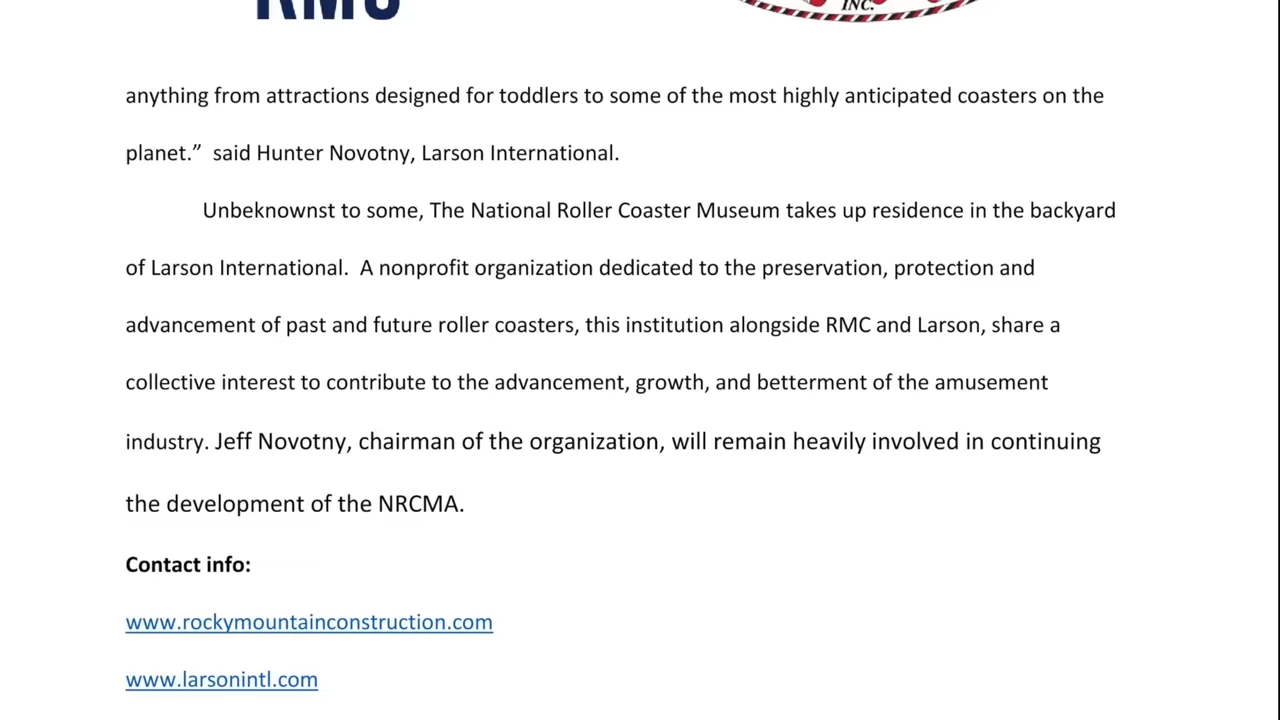 RMC
INC.
anything from attractions designed for toddlers to some of the most highly anticipated coasters on the
planet.”  said Hunter Novotny, Larson International.
Unbeknownst to some, The National Roller Coaster Museum takes up residence in the backyard
of Larson International.  A nonprofit organization dedicated to the preservation, protection and
advancement of past and future roller coasters, this institution alongside RMC and Larson, share a
collective interest to contribute to the advancement, growth, and betterment of the amusement
industry. Jeff Novotny, chairman of the organization, will remain heavily involved in continuing
the development of the NRCMA.
Contact info:
www.rockymountainconstruction.com
www.larsonintl.com